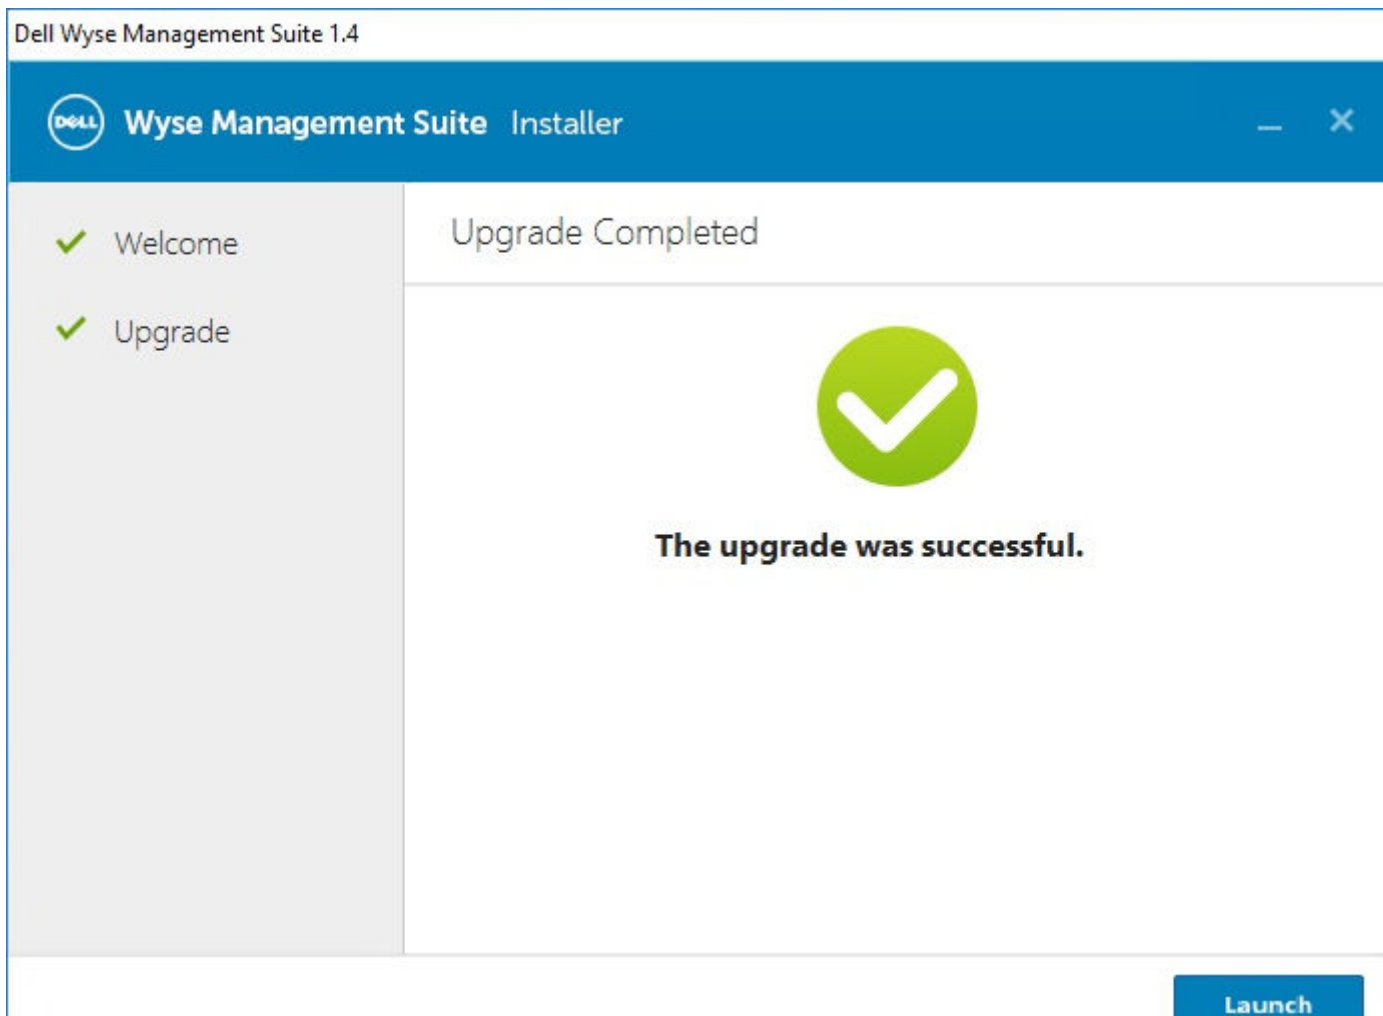 Dell Wyse Management Suite 1.4
DELL Wyse Management Suite Installer
Welcome
Upgrade
Upgrade Completed
The upgrade was successful.
Launch